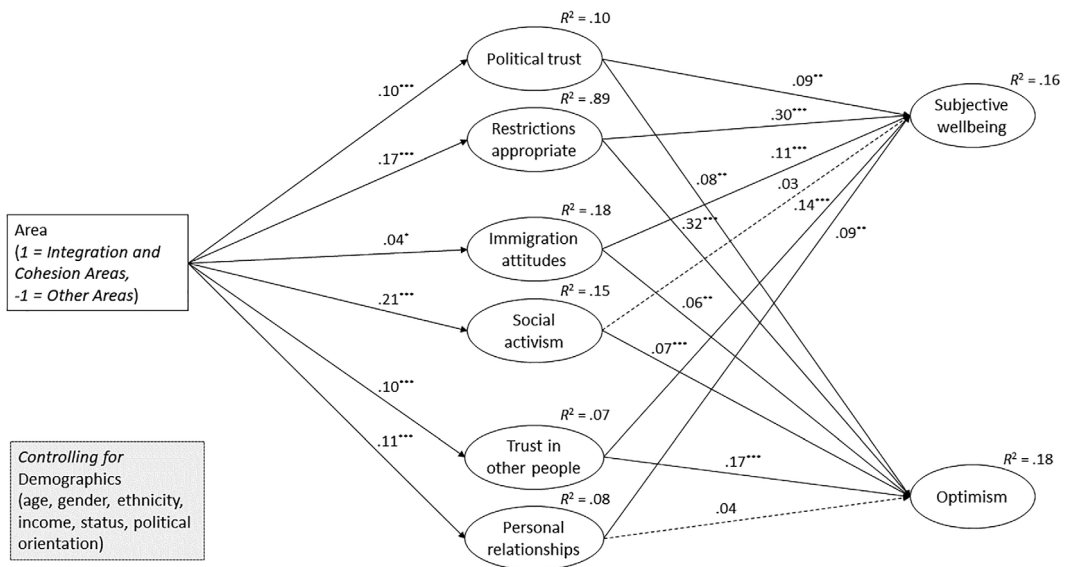 R² = .10
Political trust
R² = .16
.10***
.09**
Subjective
wellbeing
R² = .89
.30***
Restrictions
appropriate
.17***
.11***
.08**
.03
R² = .18
.14***
.32***
.09**
Area
(1 = Integration and
Cohesion Areas,
-1 = Other Areas)
.04*
Immigration
attitudes
R² = .15
.21***
.06**
Social
activism
.07***
.10***
R² = .07
.11***
Trust in
other people
.17***
R² = .18
Controlling for
Demographics
(age, gender, ethnicity,
income, status, political
orientation)
R² = .08
Optimism
.04
Personal
relationships